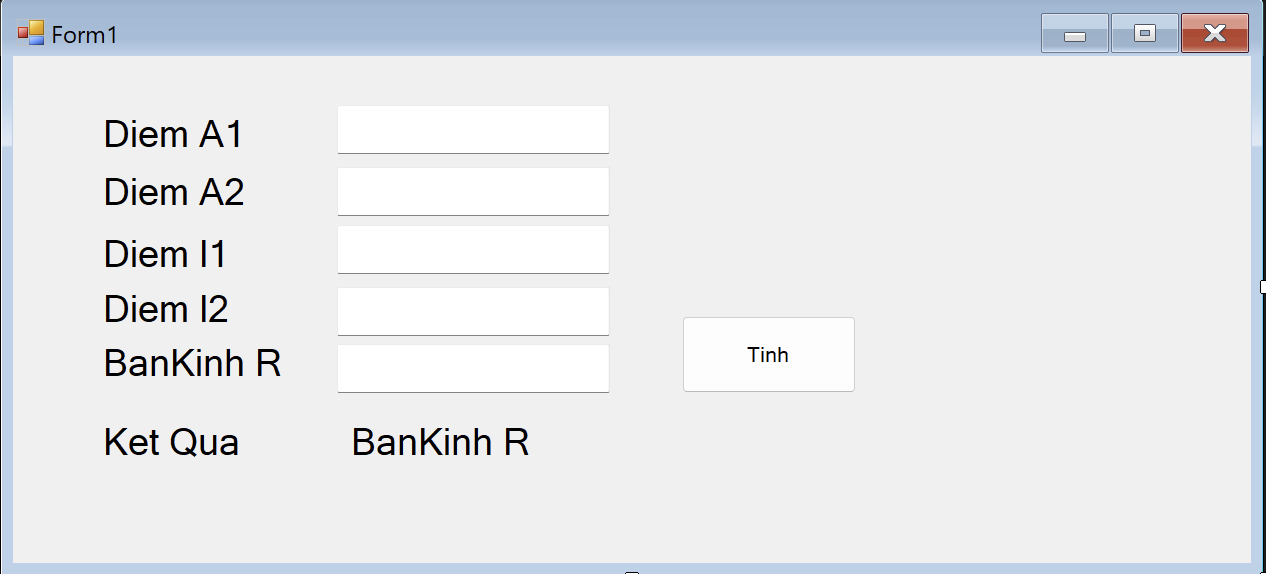 Form1
Diem A1
Diem A2
Diem I1
Diem I2
BanKinh R
Tinh
Ket Qua BanKinh R